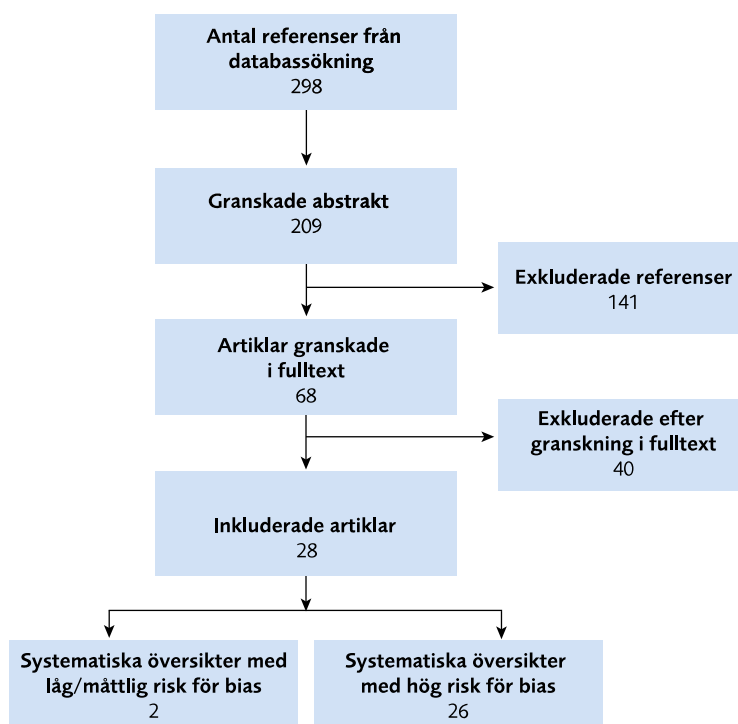 Antal referenser från
databassökning
298
Granskade abstrakt
209
Exkluderade referenser
141
Artiklar granskade
i fulltext
68
Exkluderade efter
granskning i fulltext
40
Inkluderade artiklar
28
Systematiska översikter med
låg/måttlig risk för bias
2
Systematiska översikter
med hög risk för bias
26